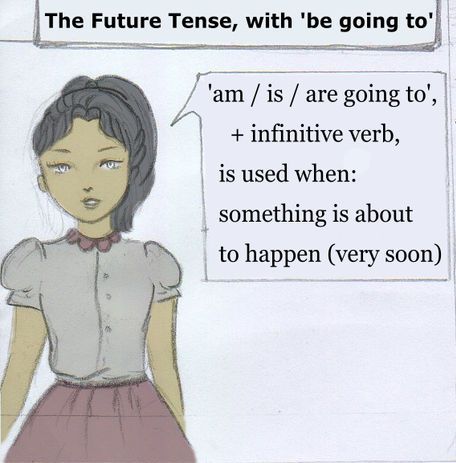 The Future Tense, with 'be going to'
'am / is / are going to',
+ infinitive verb,
is used when:
something is about
to happen (very soon)